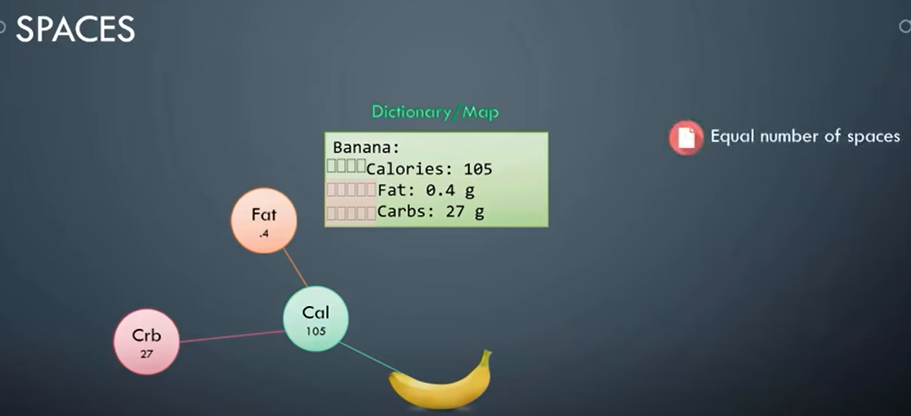 SPACES
Dictionary/Map
Banana:
Calories: 105
Fat: 0.4 g
Carbs: 27 g
Equal number of spaces
Fat
.4
Cal
105
Crb
27